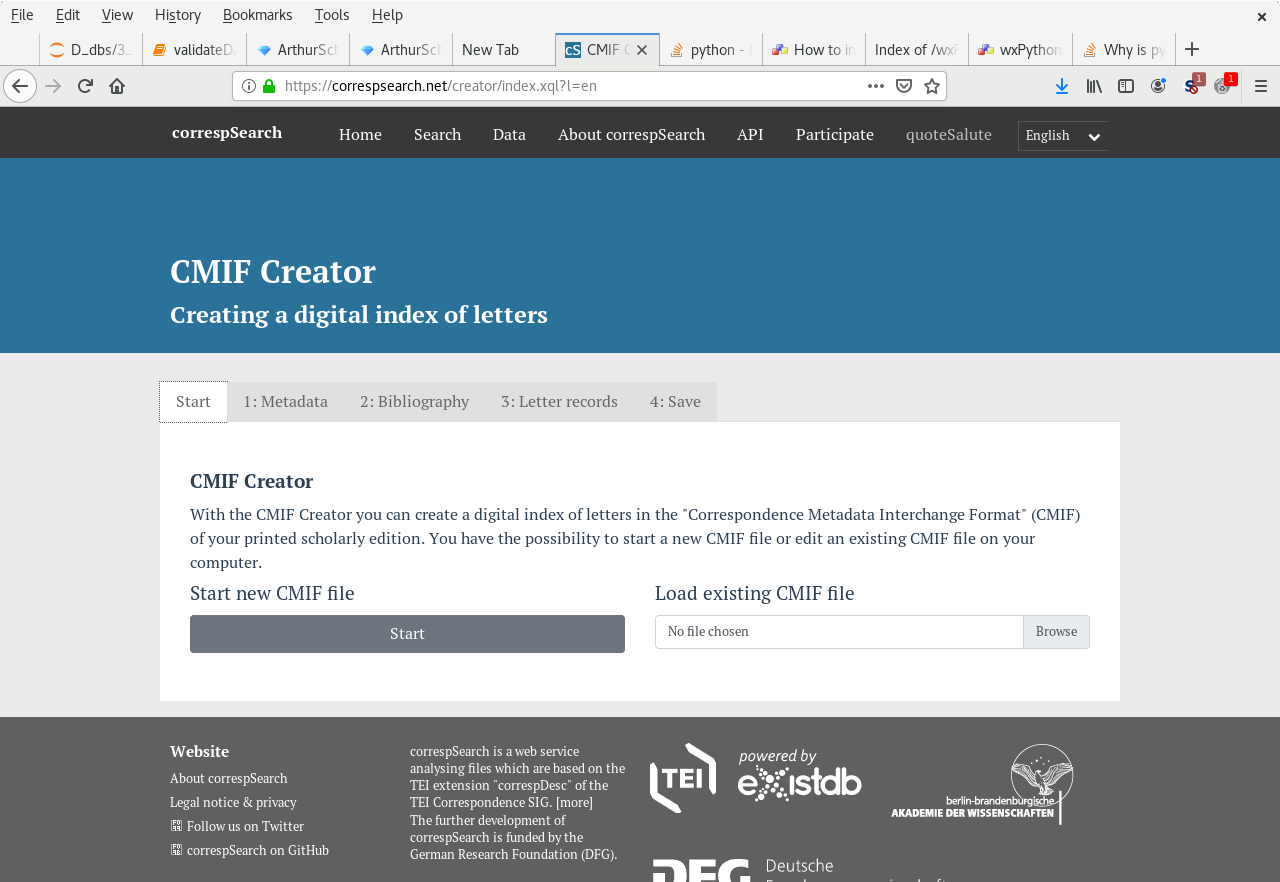 File Edit View History Bookmarks Tools Help
D_dbs/3_ validateDa ArthurSch ArthurSch New Tab CMIF C python - How to in Index of /wxP wxPython Why is py
https://correspsearch.net/creator/index.xql?l=en
1 1
correspSearch Home Search Data About correspSearch API Participate quoteSalute English
CMIF Creator
Creating a digital index of letters
Start 1: Metadata 2: Bibliography 3: Letter records 4: Save
CMIF Creator
With the CMIF Creator you can create a digital index of letters in the "Correspondence Metadata Interchange Format" (CMIF)
of your printed scholarly edition. You have the possibility to start a new CMIF file or edit an existing CMIF file on your
computer.
Start new CMIF file
Start
Load existing CMIF file
No file chosen Browse
Website
About correspSearch
Legal notice & privacy
Follow us on Twitter
correspSearch on GitHub
correspSearch is a web service
analysing files which are based on the
TEI extension "correspDesc" of the
TEI Correspondence SIG. [more]
The further development of
correspSearch is funded by the
German Research Foundation (DFG).
TEI
powered by
eXistdb
berlin-brandenburgische
AKADEMIE DER WISSENSCHAFTEN
DFG Deutsche